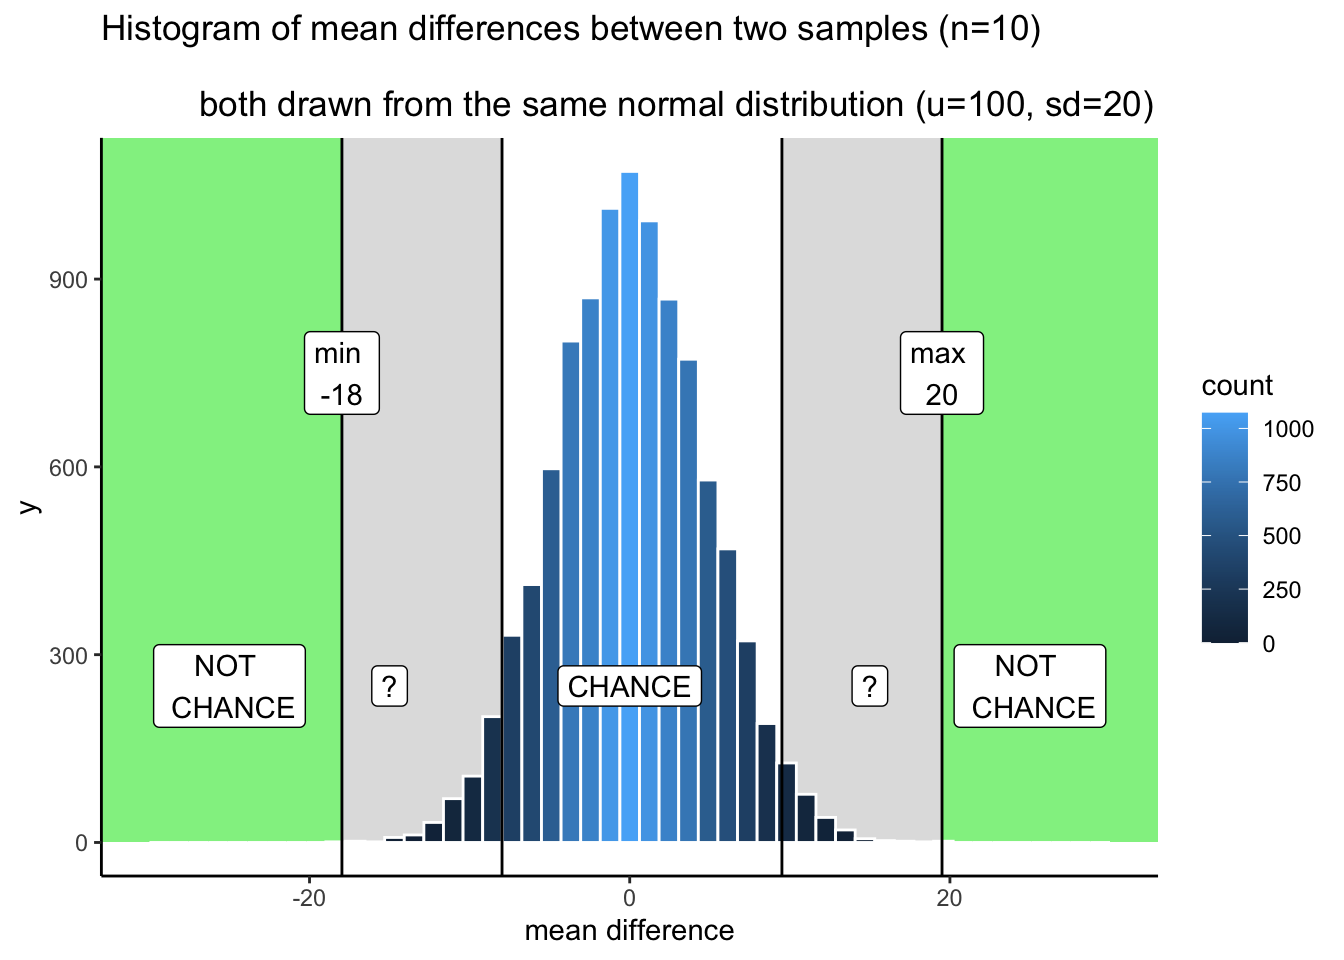 Histogram of mean differences between two samples (n=10)
both drawn from the same normal distribution (u=100, sd=20)
y
900
600
300
0
min
-18
max
20
NOT
CHANCE
?
CHANCE
?
NOT
CHANCE
-20
0
20
mean difference
count
1000
750
500
250
0